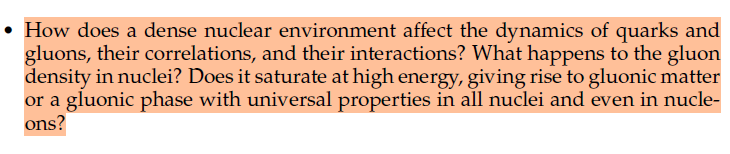 • How does a dense nuclear environment affect the dynamics of quarks and
gluons, their correlations, and their interactions? What happens to the gluon
density in nuclei? Does it saturate at high energy, giving rise to gluonic matter
or a gluonic phase with universal properties in all nuclei and even in nucle-
ons?